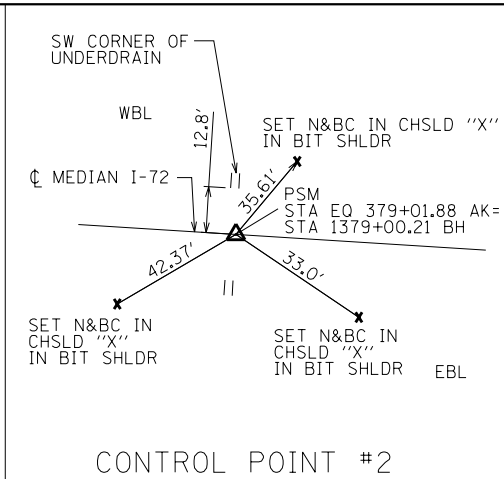 SW CORNER OF
UNDERDRAIN
WBL
12.8'
SET N&BC IN CHSLD "X"
IN BIT SHLDR
℄ MEDIAN I-72
35.61'
PSM
STA EQ 379+01.88 AK=
STA 1379+00.21 BH
42.37'
33.0'
SET N&BC IN
CHSLD "X"
IN BIT SHLDR
SET N&BC IN
CHSLD "X"
IN BIT SHLDR
EBL
CONTROL POINT #2